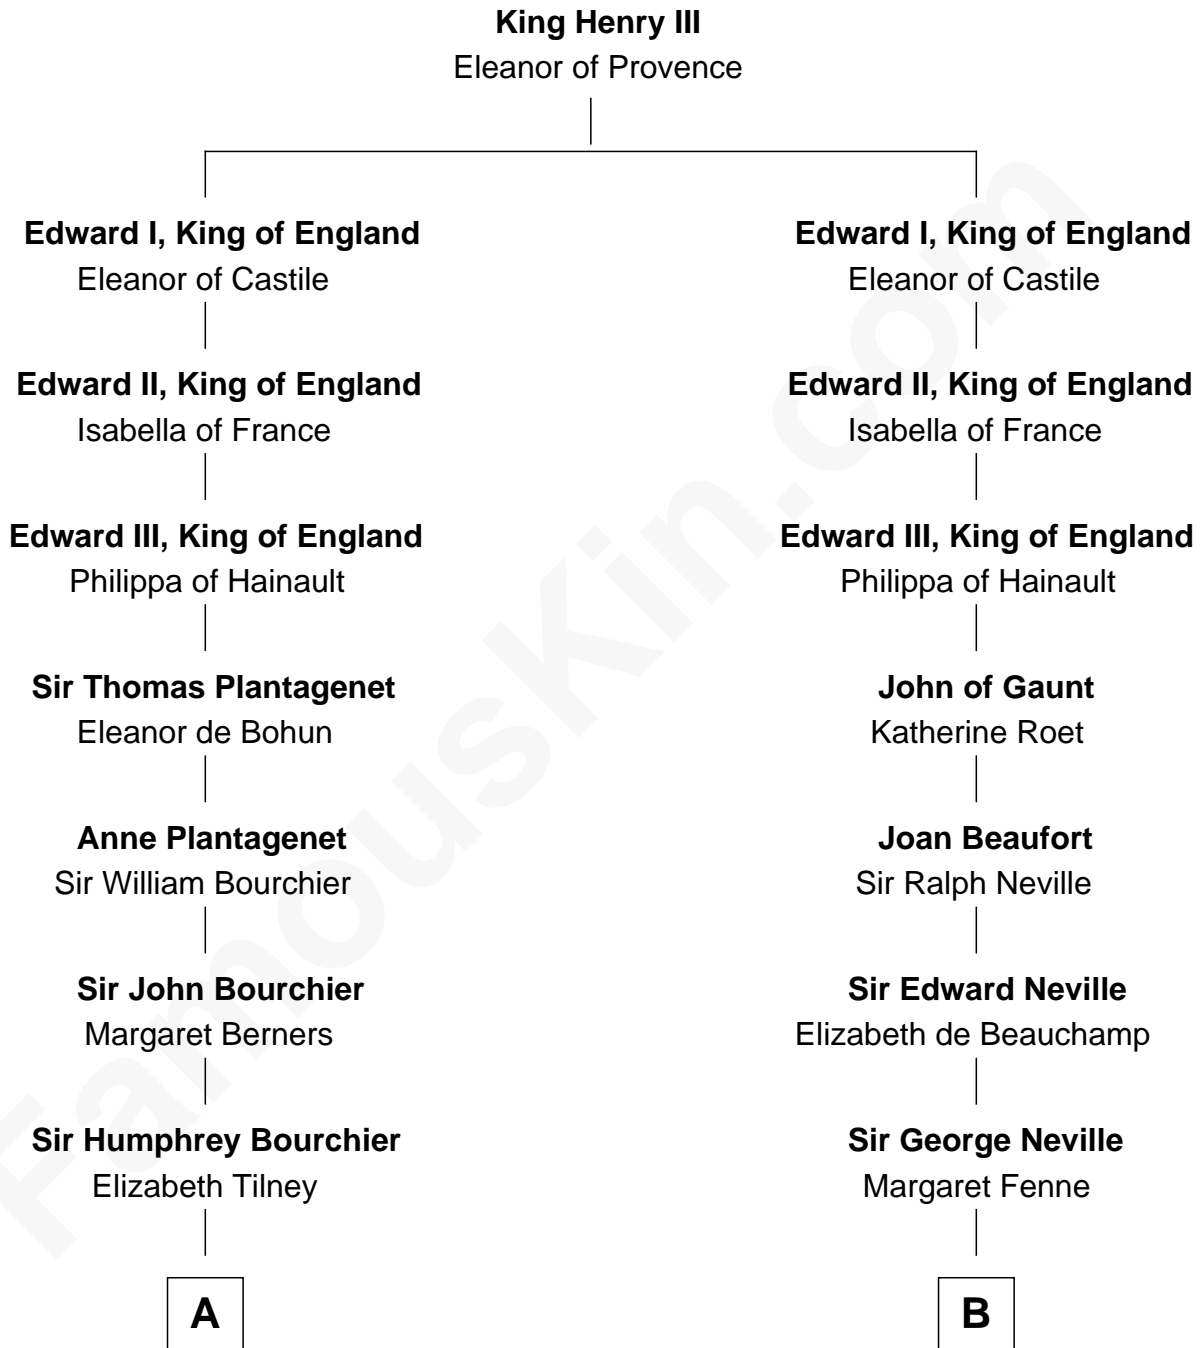 King Henry III
Eleanor of Provence
Edward I, King of England
Eleanor of Castile
Edward II, King of England
Isabella of France
Edward III, King of England
Philippa of Hainault
Sir Thomas Plantagenet
Eleanor de Bohun
Anne Plantagenet
Sir William Bourchier
Sir John Bourchier
Margaret Berners
Sir Humphrey Bourchier
Elizabeth Tilney
A
Edward I, King of England
Eleanor of Castile
Edward II, King of England
Isabella of France
Edward III, King of England
Philippa of Hainault
John of Gaunt
Katherine Roet
Joan Beaufort
Sir Ralph Neville
Sir Edward Neville
Elizabeth de Beauchamp
Sir George Neville
Margaret Fenne
B
FamousKin.com